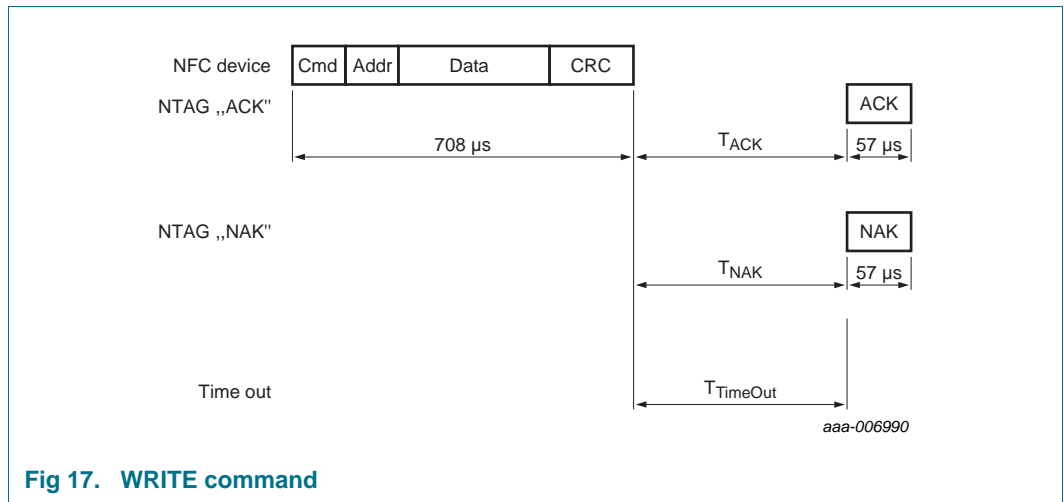 NFC device Cmd Addr Data CRC
NTAG ,,ACK" ACK
708 µs TACK 57 µs
NTAG ,,NAK" NAK
TNAK 57 µs
Time out TTimeOut
aaa-006990
Fig 17. WRITE command